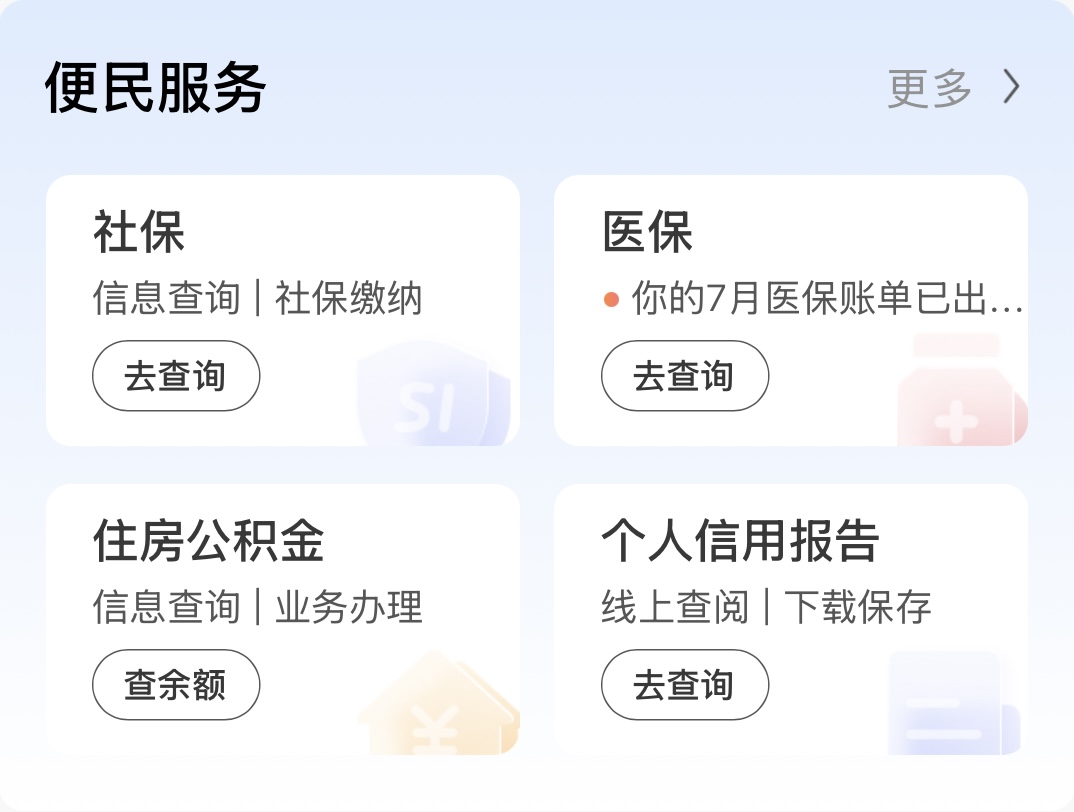 便民服务
更多
社保
信息查询 | 社保缴纳
去查询
SI
医保
你的7月医保账单已出...
去查询
住房公积金
信息查询 | 业务办理
查余额
¥
个人信用报告
线上查阅 | 下载保存
去查询